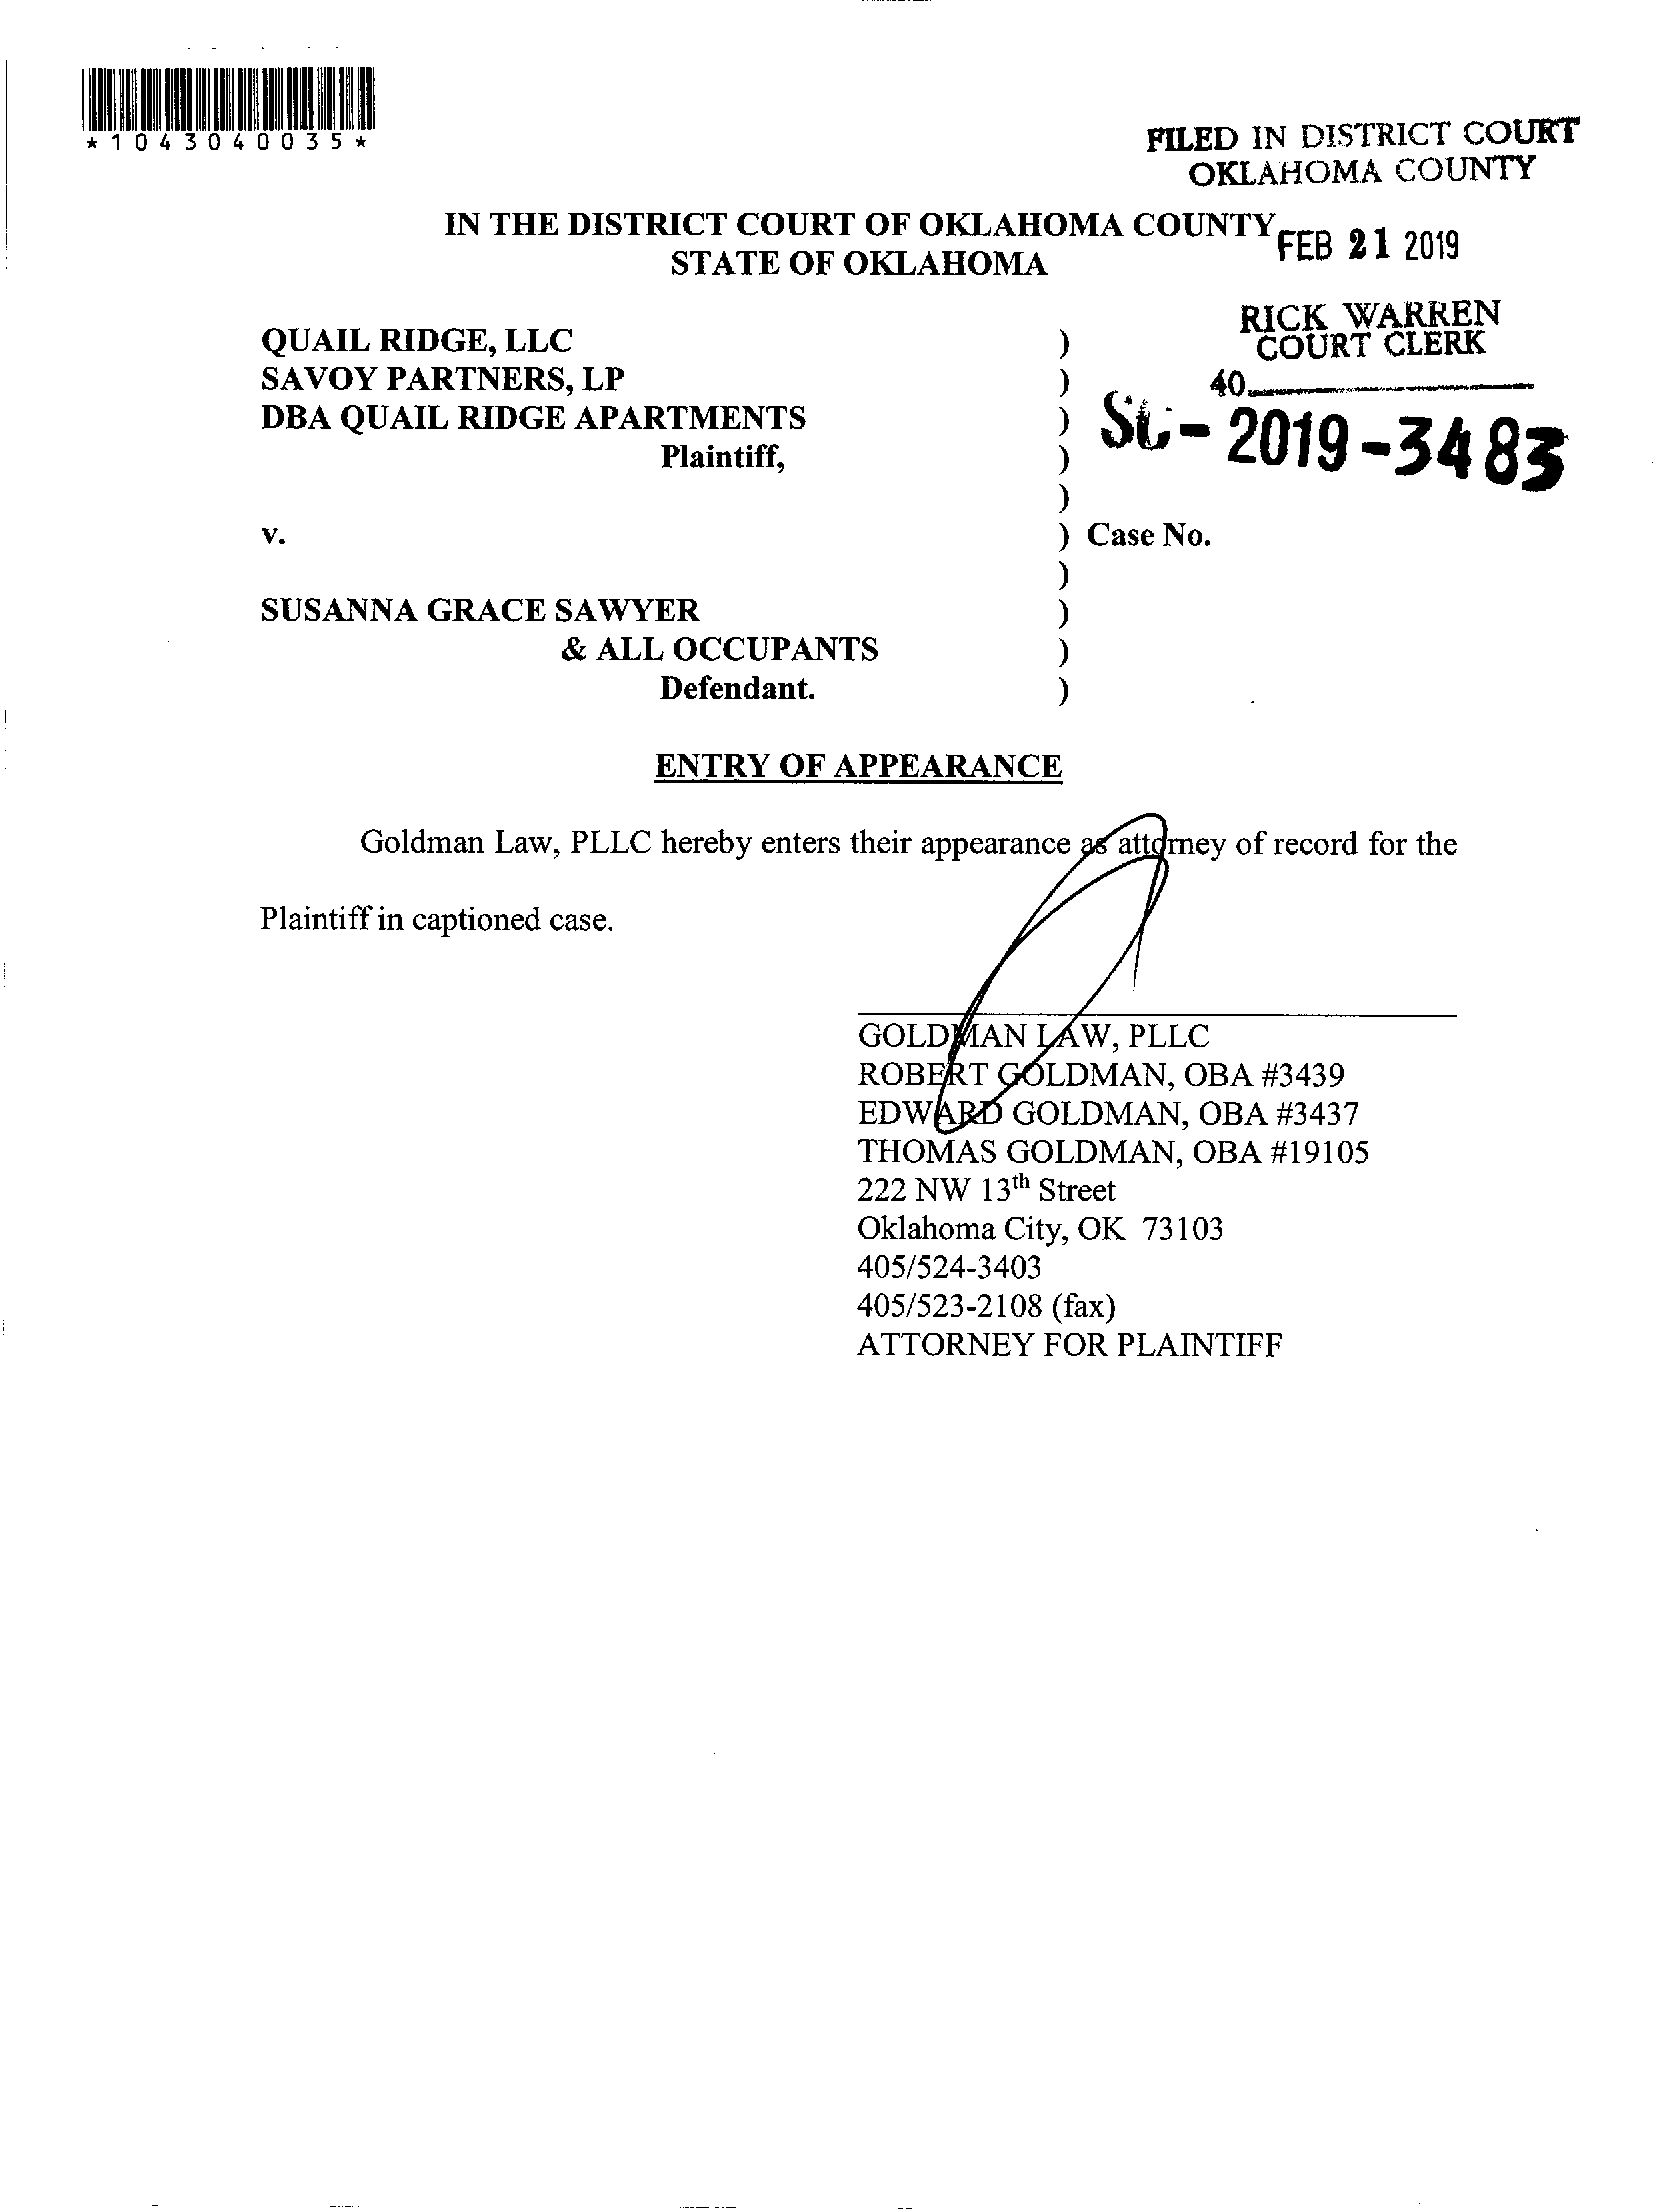 *1043040035*
FILED IN DISTRICT COURT
OKLAHOMA COUNTY
IN THE DISTRICT COURT OF OKLAHOMA COUNTY
STATE OF OKLAHOMA
FEB 21 2019
RICK WARREN
COURT CLERK
40
SC-2019-3483
QUAIL RIDGE, LLC )
SAVOY PARTNERS, LP )
DBA QUAIL RIDGE APARTMENTS )
Plaintiff, )
)
v. ) Case No.
)
SUSANNA GRACE SAWYER )
& ALL OCCUPANTS )
Defendant. )
ENTRY OF APPEARANCE
Goldman Law, PLLC hereby enters their appearance as attorney of record for the
Plaintiff in captioned case.
GOLDMAN LAW, PLLC
ROBERT GOLDMAN, OBA #3439
EDWARD GOLDMAN, OBA #3437
THOMAS GOLDMAN, OBA #19105
222 NW 13th Street
Oklahoma City, OK 73103
405/524-3403
405/523-2108 (fax)
ATTORNEY FOR PLAINTIFF